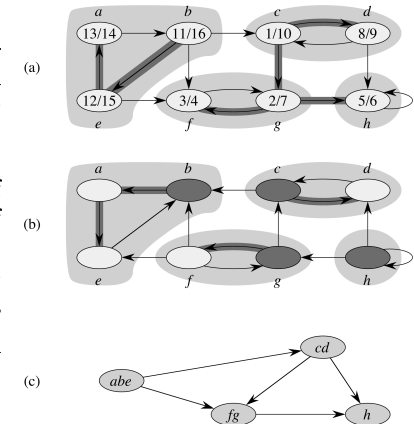 a b c d
13/14 11/16 1/10 8/9
(a)
12/15 3/4 2/7 5/6
e f g h
a b c d
(b)
e f g h
cd
(c) abe
fg h